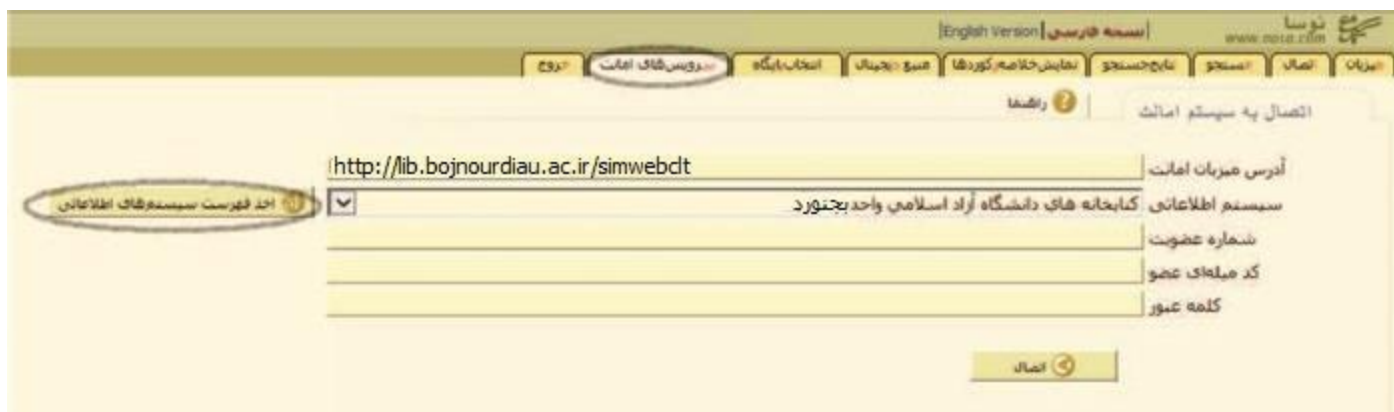 نوسا
www.nosa.com
نسخه فارسی | English Version
میزبان اتصال جستجو نتایج جستجو نمایش خلاصه رکوردها منبع دیجیتال انتخاب پایگاه سرویس‌های امانت خروج
اتصال به سیستم امانت راهنما
آدرس میزبان امانت http://lib.bojnourdiau.ac.ir/simwebclt
سیستم اطلاعاتی کتابخانه های دانشگاه آزاد اسلامی واحد بجنورد اخذ فهرست سیستم‌های اطلاعاتی
شماره عضویت
کد میله‌ای عضو
کلمه عبور
اتصال